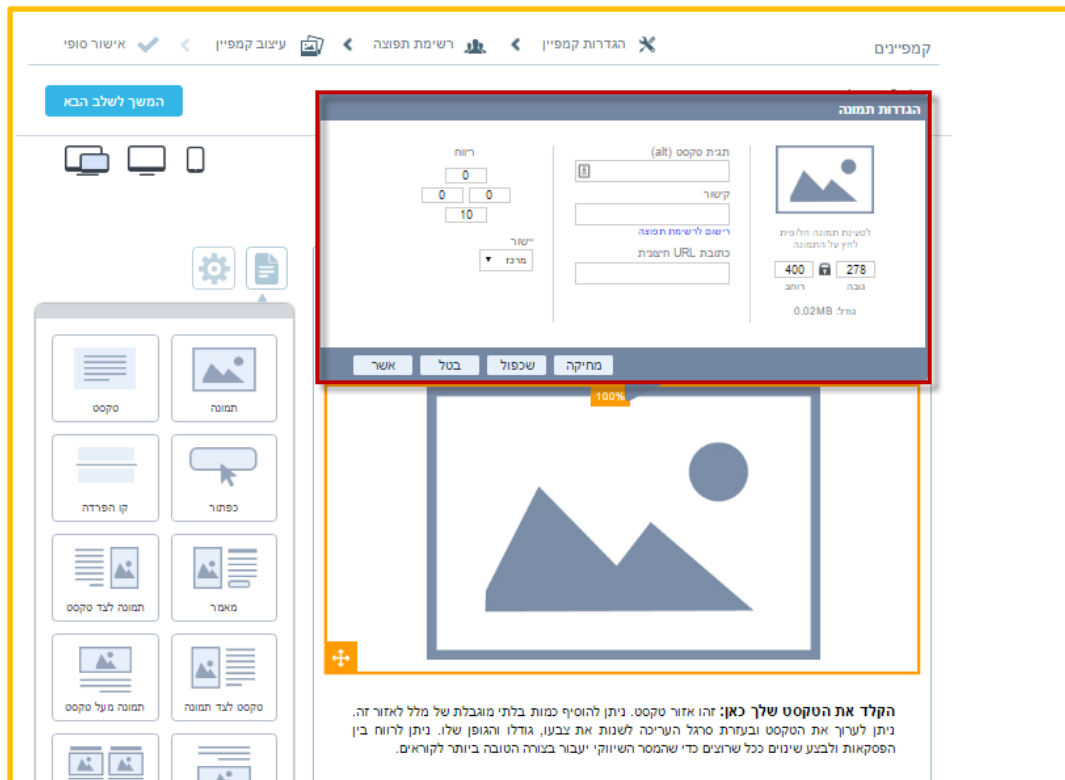 קמפיינים
הגדרות קמפיין
רשימת תפוצה
עיצוב קמפיין
אישור סופי
המשך לשלב הבא
הגדרות תמונה
לטעינת תמונה חלופית
לחץ על התמונה
278
400
גובה
רוחב
גודל: 0.02MB
תגית טקסט (alt)
קישור
רישום לרשימת תפוצה
כתובת URL חיצונית
ריווח
0
0
0
10
יישור
מרכז
מחיקה
שכפול
בטל
אשר
100%
תמונה
טקסט
כפתור
קו הפרדה
מאמר
תמונה לצד טקסט
טקסט לצד תמונה
תמונה מעל טקסט
הקלד את הטקסט שלך כאן: זהו אזור טקסט. ניתן להוסיף כמות בלתי מוגבלת של מלל לאזור זה.
ניתן לערוך את הטקסט ובעזרת סרגל העריכה לשנות את צבעו, גודלו והגופן שלו. ניתן לרווח בין
הפסקאות ולבצע שינוים ככל שרוצים כדי שהמסר השיווקי יעבור בצורה הטובה ביותר לקוראים.